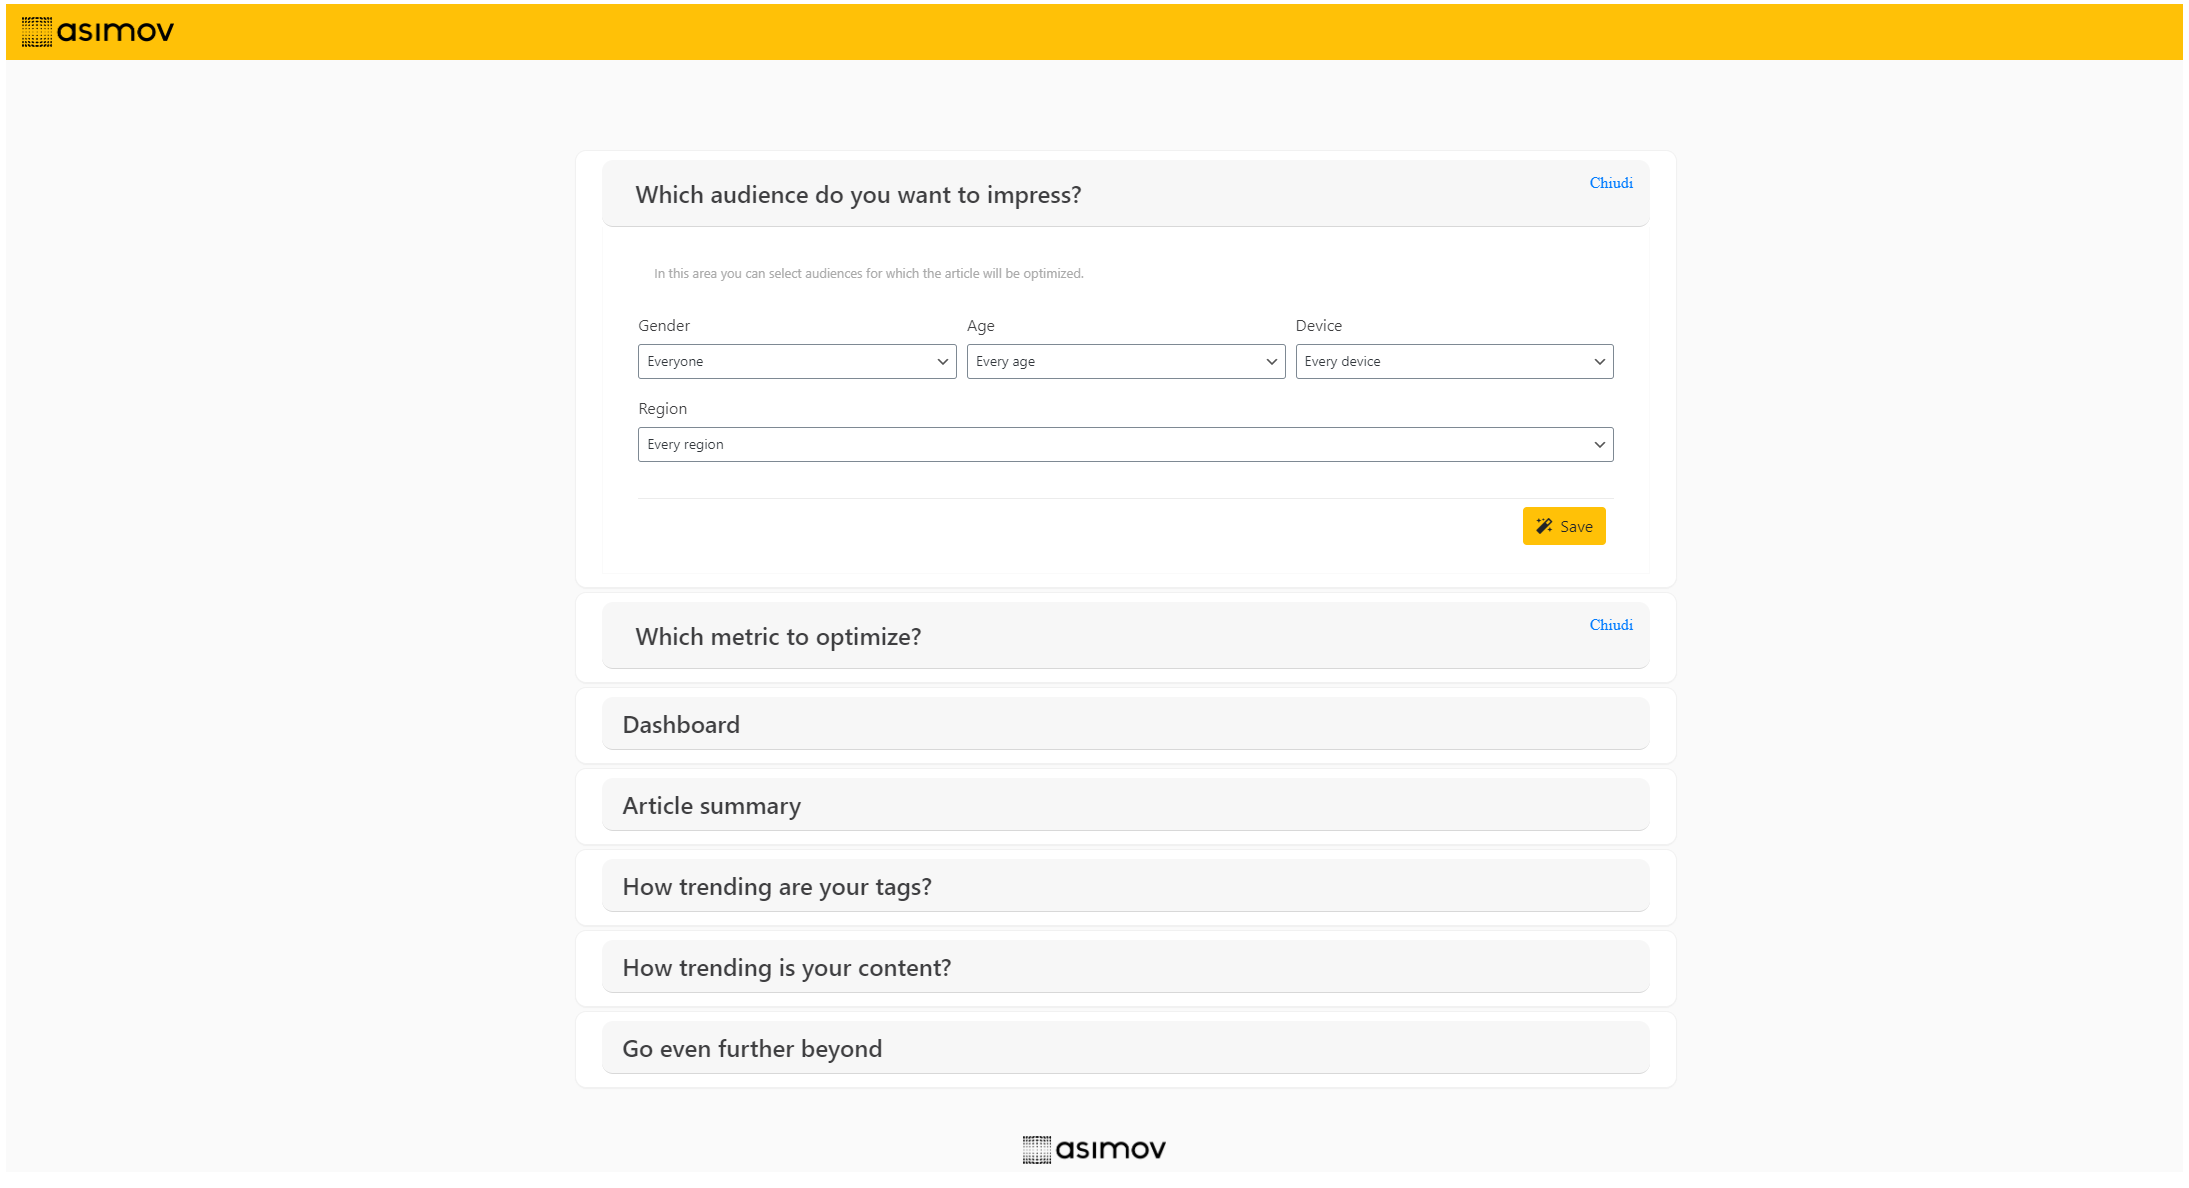 asimov
Which audience do you want to impress?
Chiudi
In this area you can select audiences for which the article will be optimized.
Gender
Age
Device
Everyone
Every age
Every device
Region
Every region
Save
Which metric to optimize?
Chiudi
Dashboard
Article summary
How trending are your tags?
How trending is your content?
Go even further beyond
asimov